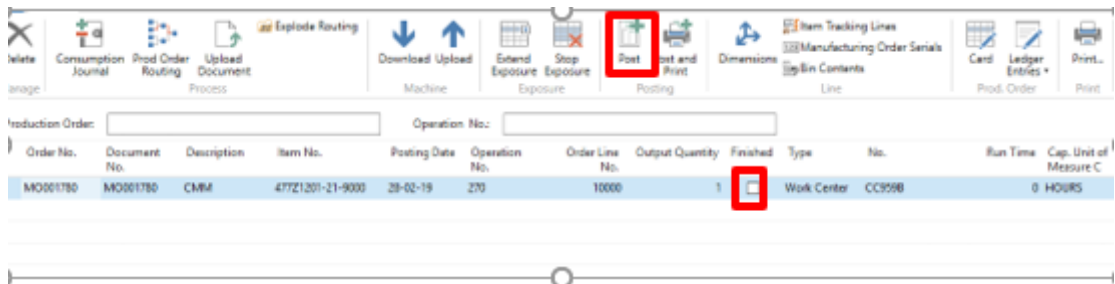 Explode Routing
Item Tracking Lines
Manufacturing Order Serials
Bin Contents
Consumption Journal
Prod Order Routing
Upload Document
Download Upload
Extend Exposure
Stop Exposure
Post
Post and Print
Dimensions
Card
Ledger Entries
Print...
Process
Machine
Exposure
Posting
Line
Prod. Order
Print
Production Order:
Operation No.:
Order No. Document No. Description Item No. Posting Date Operation No. Order Line No. Output Quantity Finished Type No. Run Time Cap. Unit of Measure C
MO001780 MO001780 CMM 477Z1201-21-9000 28-02-19 270 10000 1 Work Center CC959B 0 HOURS